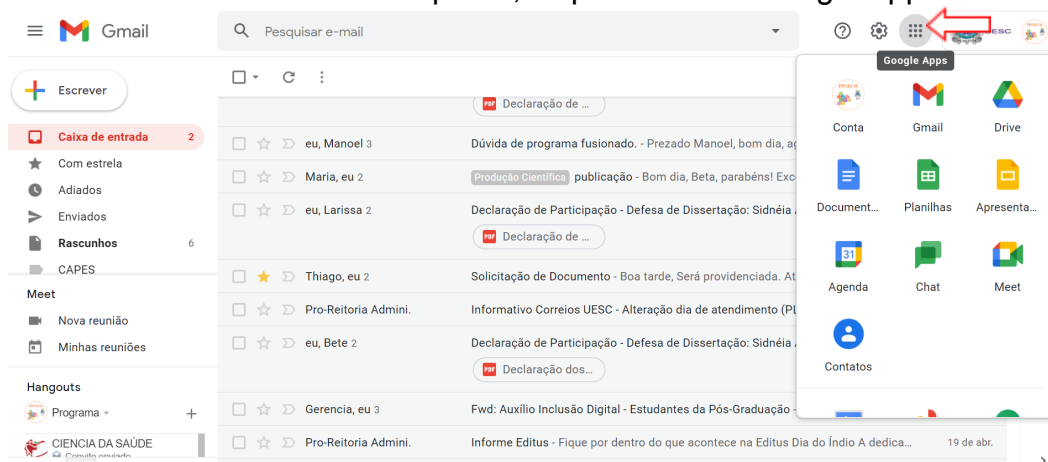 Gmail
Pesquisar e-mail
ESC
Google Apps
Escrever
Caixa de entrada 2
Com estrela
Adiados
Enviados
Rascunhos 6
CAPES
Meet
Nova reunião
Minhas reuniões
Hangouts
Programa
CIENCIA DA SAÚDE
Convite enviado
PDF Declaração de ...
eu, Manoel 3 Dúvida de programa fusionado. - Prezado Manoel, bom dia,
Maria, eu 2 Produção Científica publicação - Bom dia, Beta, parabéns!
eu, Larissa 2 Declaração de Participação - Defesa de Dissertação: Sidnéia
PDF Declaração de ...
Thiago, eu 2 Solicitação de Documento - Boa tarde, Será providenciada.
Pro-Reitoria Admini. Informativo Correios UESC - Alteração dia de atendimento
eu, Bete 2 Declaração de Participação - Defesa de Dissertação: Sidnéia
PDF Declaração dos...
Gerencia, eu 3 Fwd: Auxílio Inclusão Digital - Estudantes da Pós-Graduação -
Pro-Reitoria Admini. Informe Editus - Fique por dentro do que acontece na Editus Dia do Índio A dedica... 19 de abr.
Conta Gmail Drive
Document... Planilhas Apresenta...
31
Agenda Chat Meet
Contatos